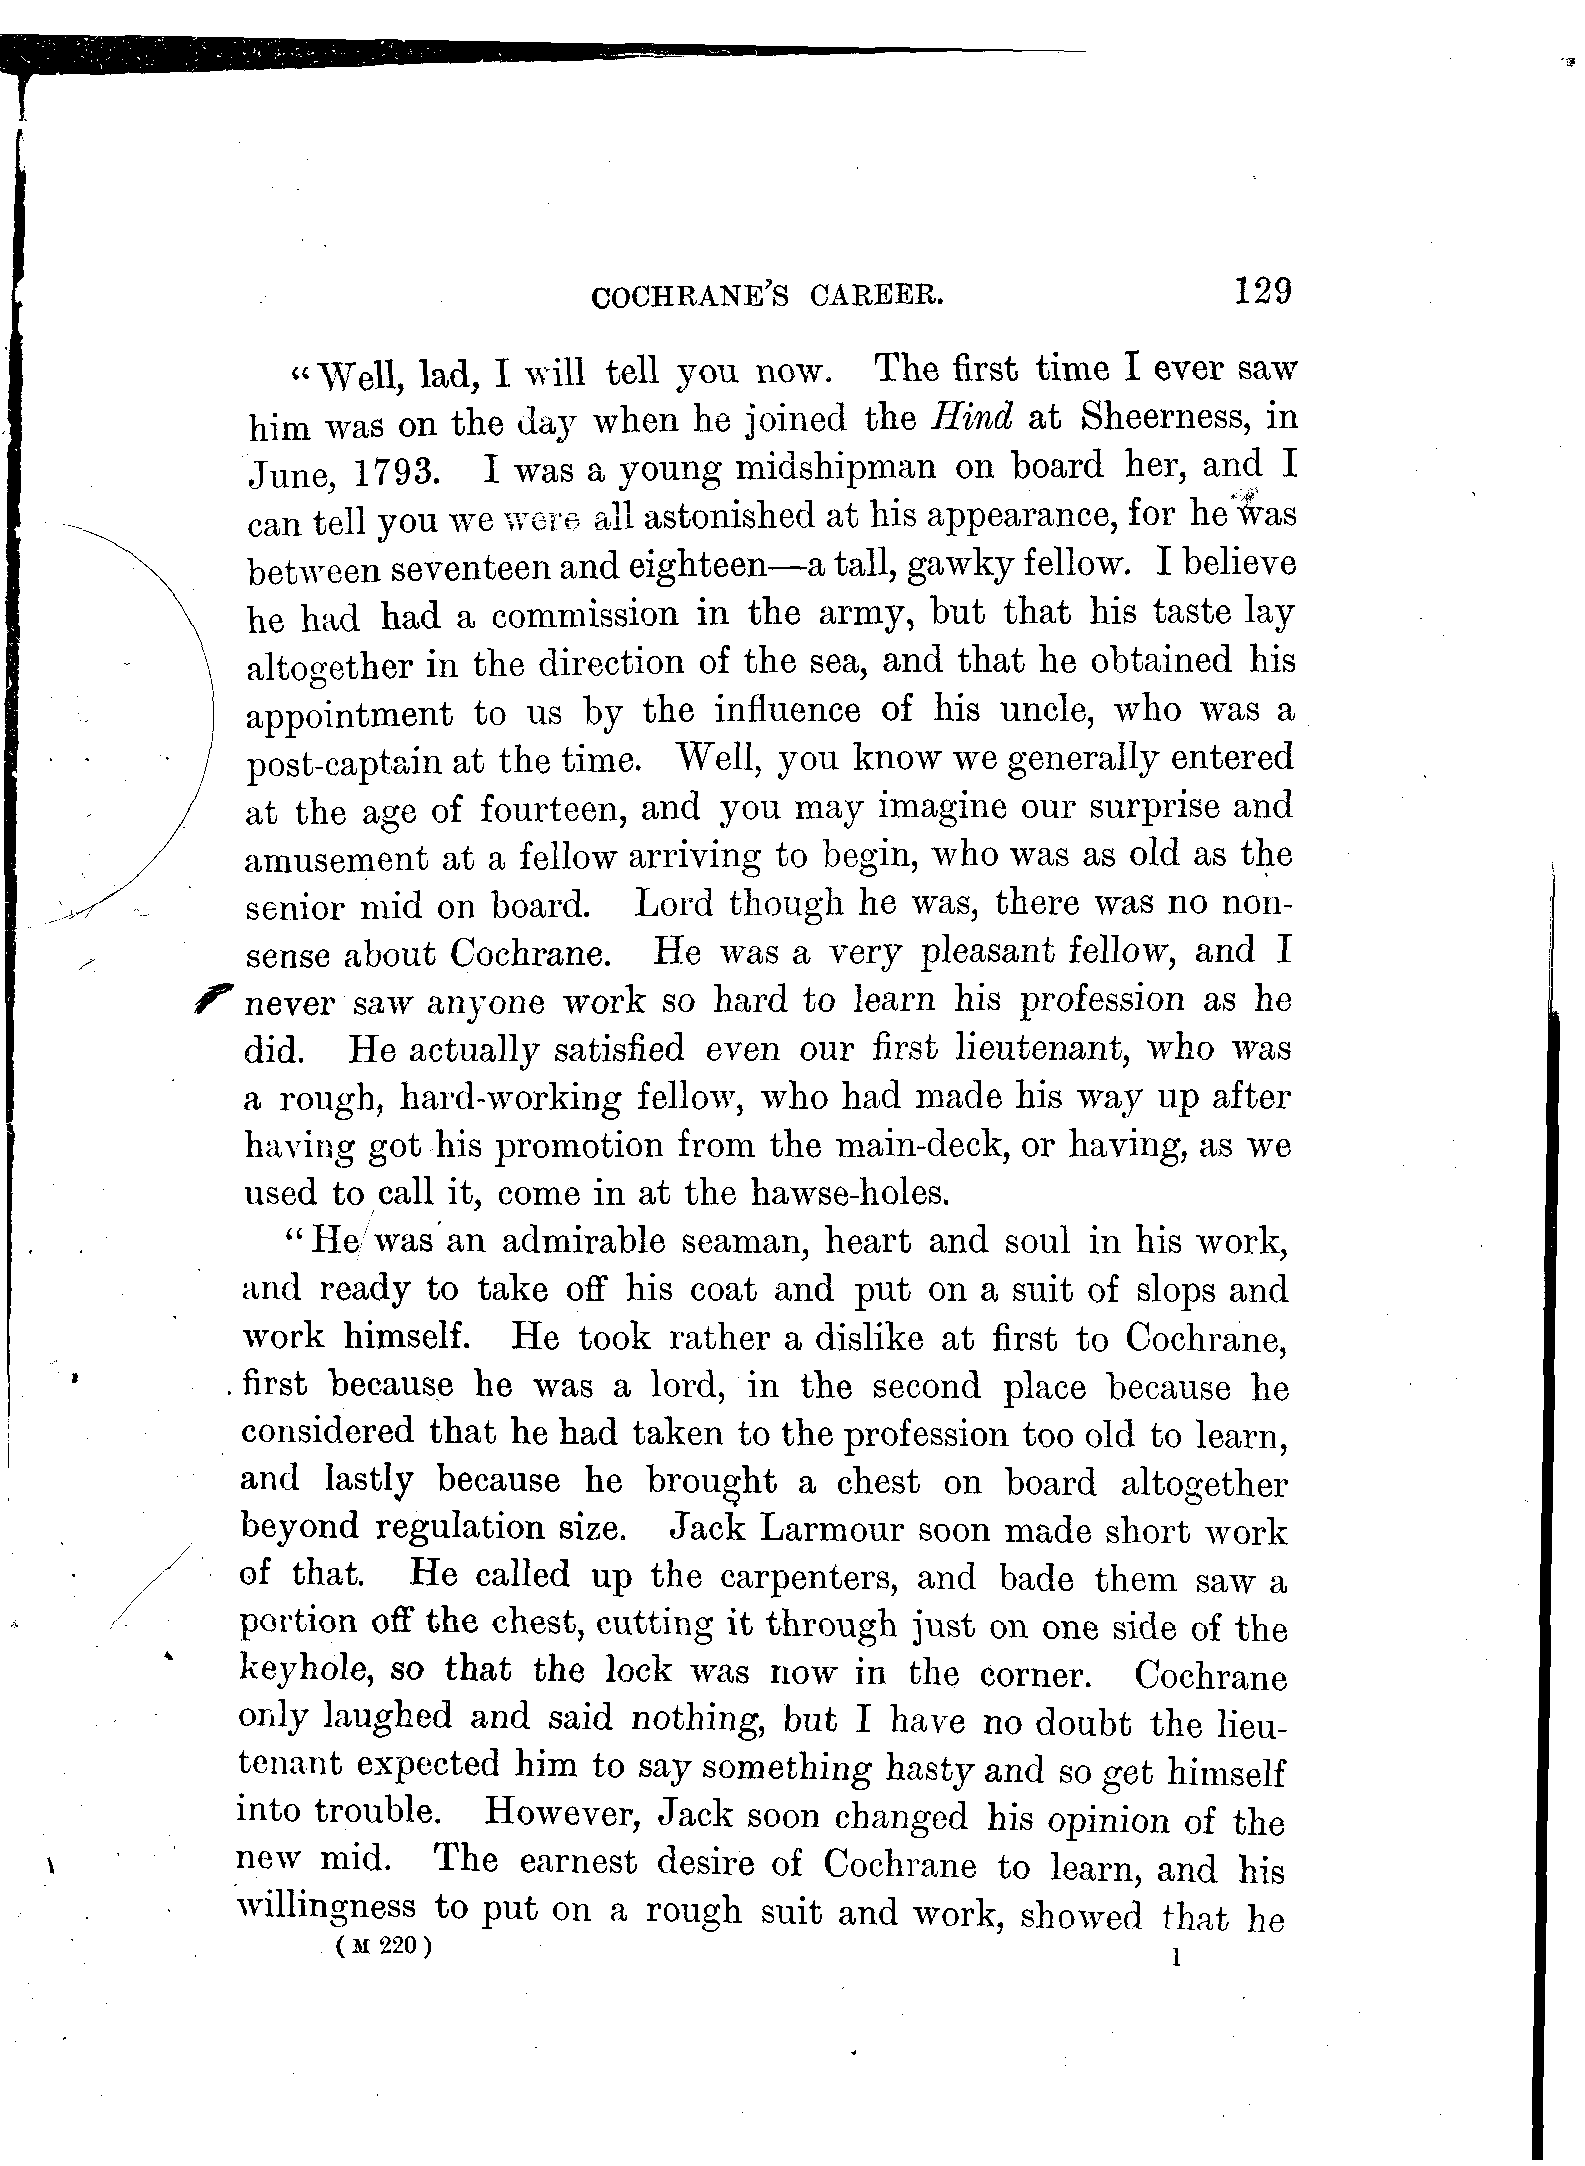 COCHRANE'S CAREER. 129
"Well, lad, I will tell you now. The first time I ever saw
him was on the day when he joined the Hind at Sheerness, in
June, 1793. I was a young midshipman on board her, and I
can tell you we were all astonished at his appearance, for he was
between seventeen and eighteen—a tall, gawky fellow. I believe
he had had a commission in the army, but that his taste lay
altogether in the direction of the sea, and that he obtained his
appointment to us by the influence of his uncle, who was a
post-captain at the time. Well, you know we generally entered
at the age of fourteen, and you may imagine our surprise and
amusement at a fellow arriving to begin, who was as old as the
senior mid on board. Lord though he was, there was no non-
sense about Cochrane. He was a very pleasant fellow, and I
never saw anyone work so hard to learn his profession as he
did. He actually satisfied even our first lieutenant, who was
a rough, hard-working fellow, who had made his way up after
having got his promotion from the main-deck, or having, as we
used to call it, come in at the hawse-holes.
"He was an admirable seaman, heart and soul in his work,
and ready to take off his coat and put on a suit of slops and
work himself. He took rather a dislike at first to Cochrane,
first because he was a lord, in the second place because he
considered that he had taken to the profession too old to learn,
and lastly because he brought a chest on board altogether
beyond regulation size. Jack Larmour soon made short work
of that. He called up the carpenters, and bade them saw a
portion off the chest, cutting it through just on one side of the
keyhole, so that the lock was now in the corner. Cochrane
only laughed and said nothing, but I have no doubt the lieu-
tenant expected him to say something hasty and so get himself
into trouble. However, Jack soon changed his opinion of the
new mid. The earnest desire of Cochrane to learn, and his
willingness to put on a rough suit and work, showed that he
(M 220) I